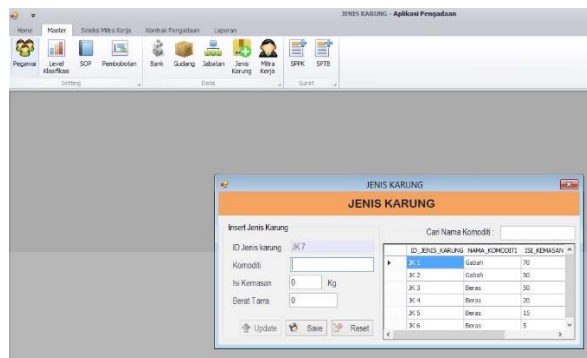 JENIS KARUNG - Aplikasi Pengadaan
Home Master Seleksi Mitra Kerja Kontrak Pengadaan Laporan
Pegawai Level Klasifikasi SOP Pembobotan Bank Gudang Jabatan Jenis Karung Mitra Kerja SPPK SPTB
Setting Data Surat
JENIS KARUNG
JENIS KARUNG
Insert Jenis Karung
Cari Nama Komoditi :
ID Jenis karung JK 7
Komoditi
Isi Kemasan 0 Kg
Berat Tarra 0
Update Save Reset
ID_JENIS_KARUNG NAMA_KOMODITI ISI_KEMASAN
JK 1 Gabah 70
JK 2 Gabah 50
JK 3 Beras 50
JK 4 Beras 20
JK 5 Beras 15
JK 6 Beras 5